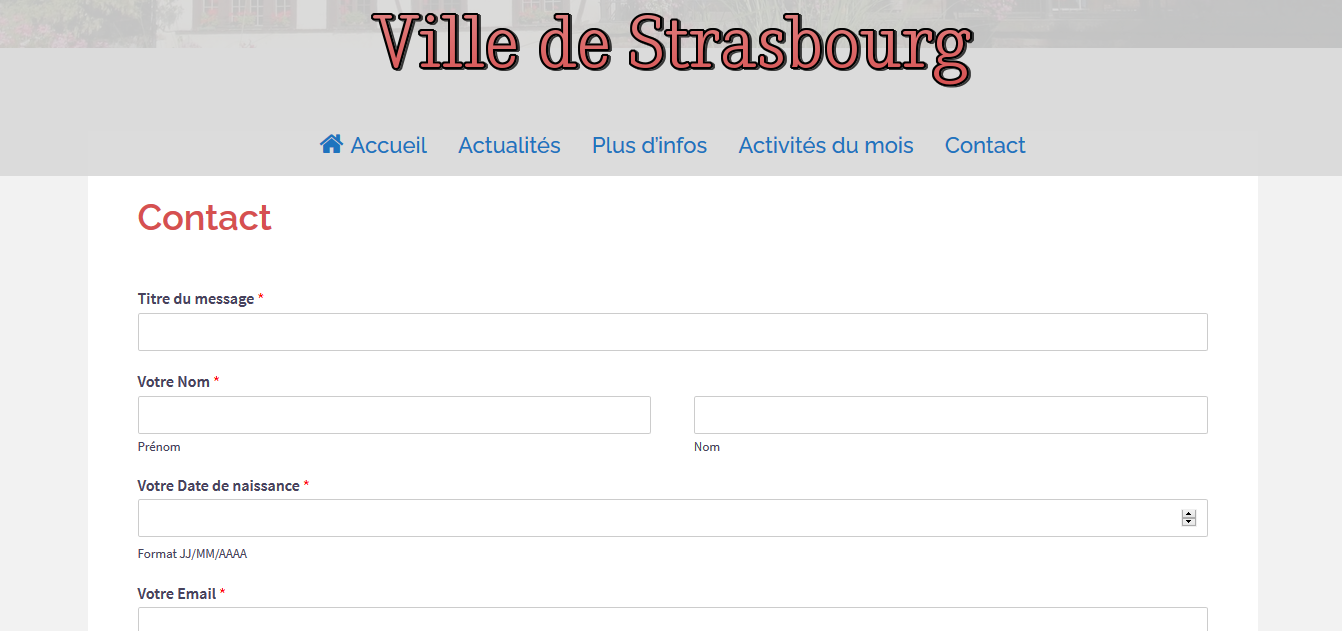 Ville de Strasbourg
Accueil Actualités Plus d'infos Activités du mois Contact
Contact
Titre du message *
Votre Nom *
Prénom Nom
Votre Date de naissance *
Format JJ/MM/AAAA
Votre Email *